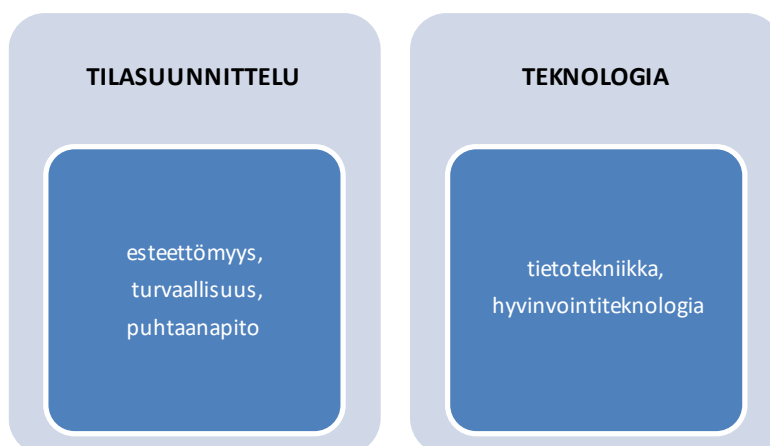 TILASUUNNITTELU
esteettömyys,
turvaallisuus,
puhtaanapito
TEKNOLOGIA
tietotekniikka,
hyvinvointiteknologia